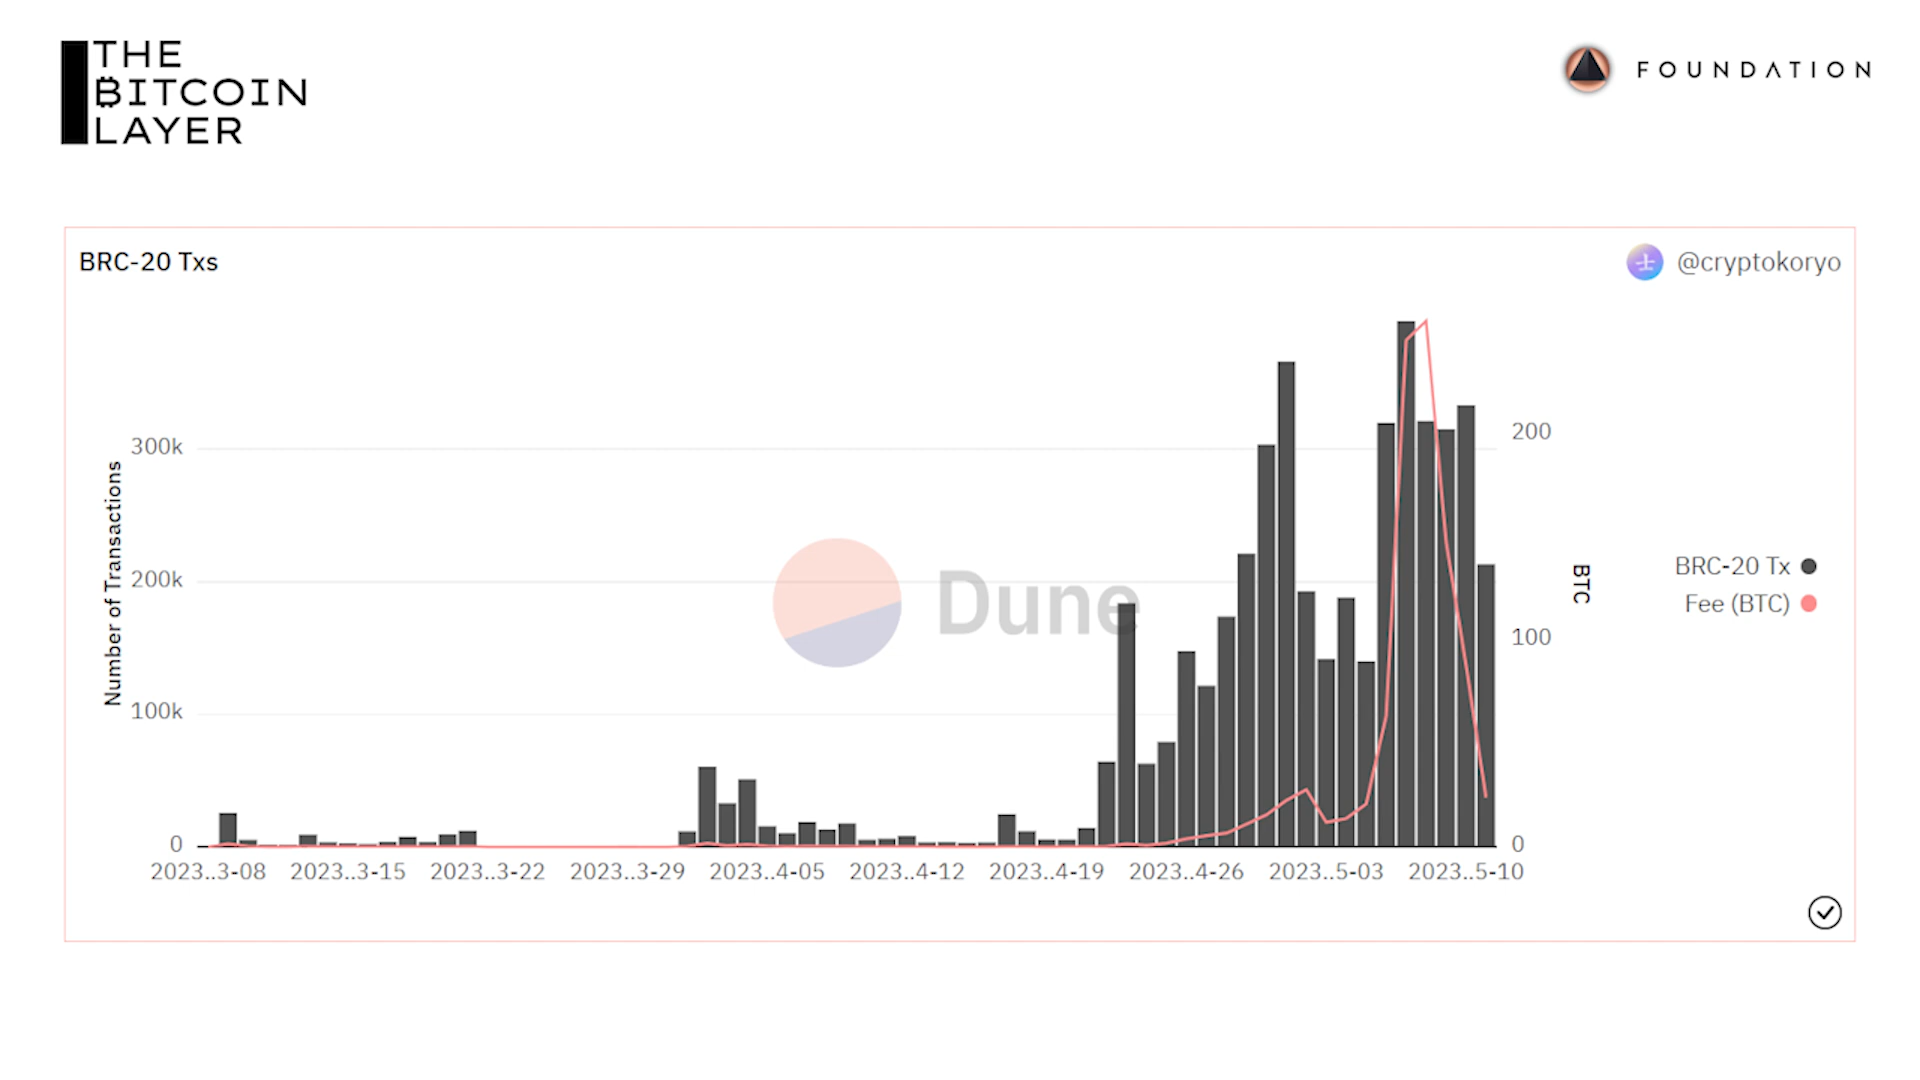 THE
BITCOIN
LAYER
FOUNDATION
BRC-20 Txs
@cryptokoryo
Number of Transactions
300k
200k
100k
0
Dune
200
100
0
BTC
BRC-20 Tx
Fee (BTC)
2023..3-08 2023..3-15 2023..3-22 2023..3-29 2023..4-05 2023..4-12 2023..4-19 2023..4-26 2023..5-03 2023..5-10